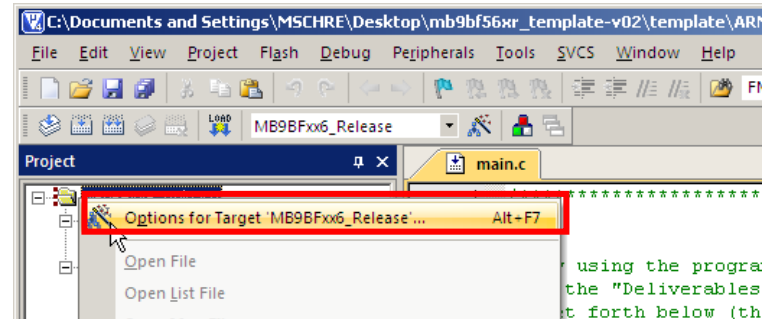 C:\Documents and Settings\MSCHRE\Desktop\mb9bf56xr_template-v02\template\ARM
File Edit View Project Flash Debug Peripherals Tools SVCS Window Help
LOAD MB9BFxx6_Release
Project main.c
Options for Target 'MB9BFxx6_Release'... Alt+F7
Open File using the progra
Open List File the "Deliverables
forth below (th